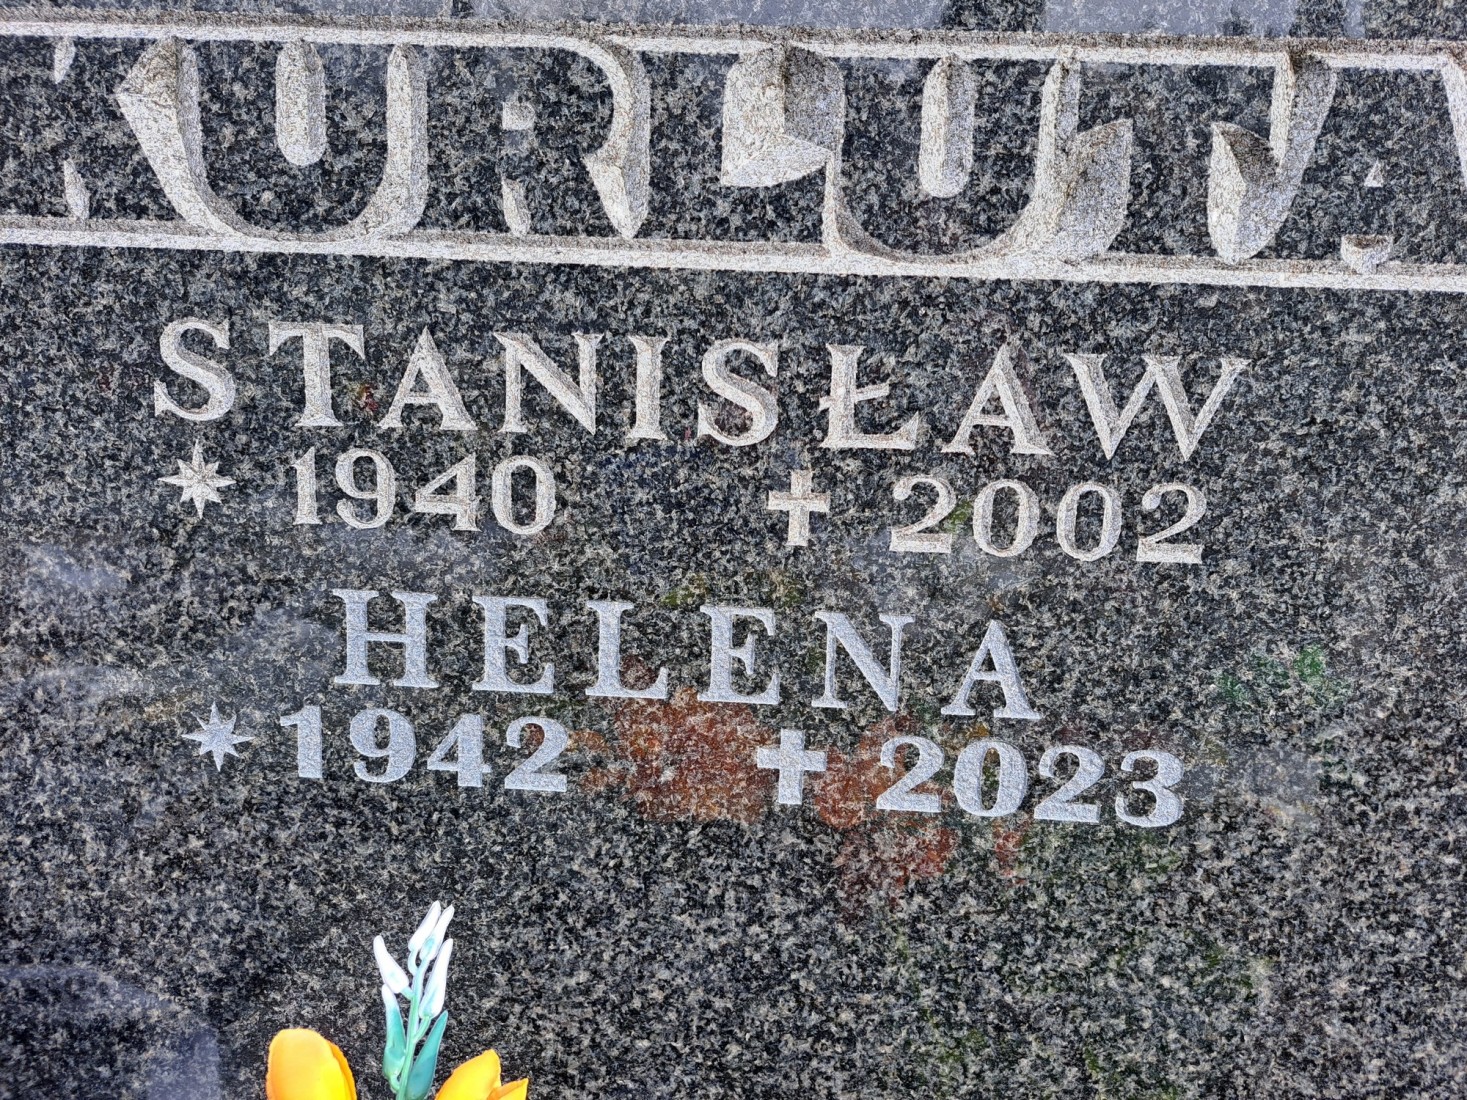 KURLUTA
STANISŁAW
* 1940 ✝ 2002
HELENA
* 1942 ✝ 2023